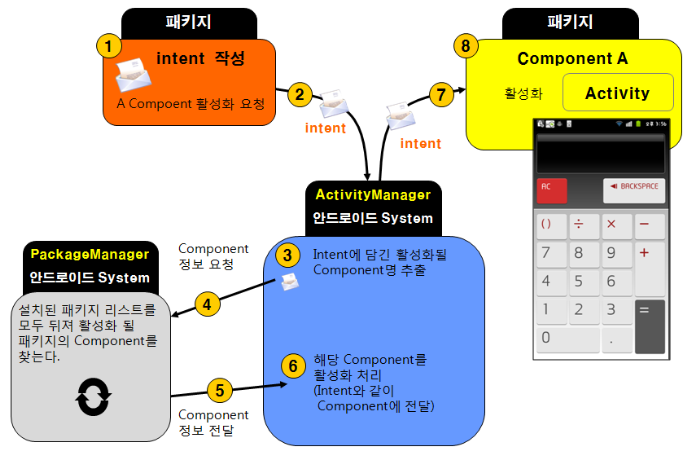 패키지
1
intent 작성
A Compoent 활성화 요청
2
intent
패키지
8
Component A
활성화
Activity
7
intent
AC
BACKSPACE
( )
÷
×
−
7
8
9
+
4
5
6
1
2
3
=
0
.
ActivityManager
안드로이드 System
3
Intent에 담긴 활성화될
Component명 추출
Component
정보 요청
4
PackageManager
안드로이드 System
설치된 패키지 리스트를
모두 뒤져 활성화 될
패키지의 Component를
찾는다.
5
Component
정보 전달
6
해당 Component를
활성화 처리
(Intent와 같이
Component에 전달)